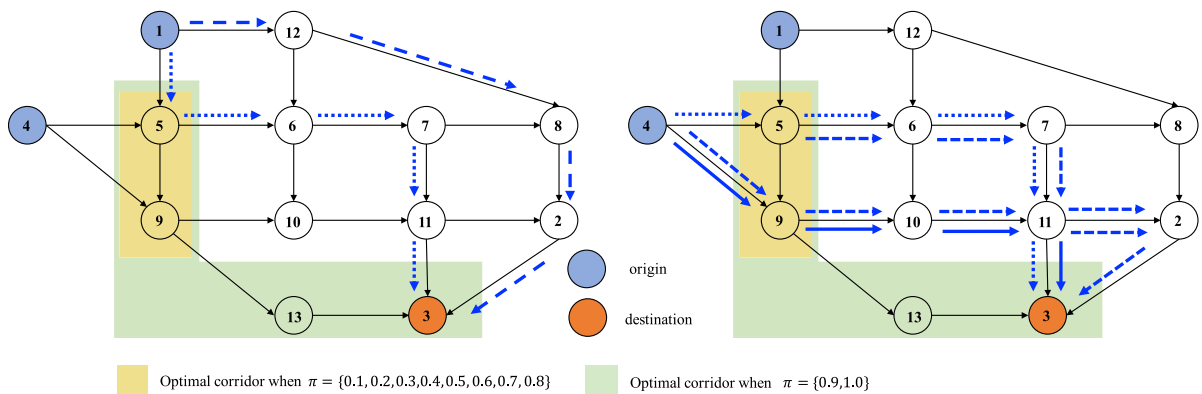 1 12 1 12
4 5 6 7 8 4 5 6 7 8
9 10 11 2 9 10 11 2
origin
13 3 destination 13 3
Optimal corridor when π = {0.1, 0.2, 0.3, 0.4, 0.5, 0.6, 0.7, 0.8} Optimal corridor when π = {0.9, 1.0}